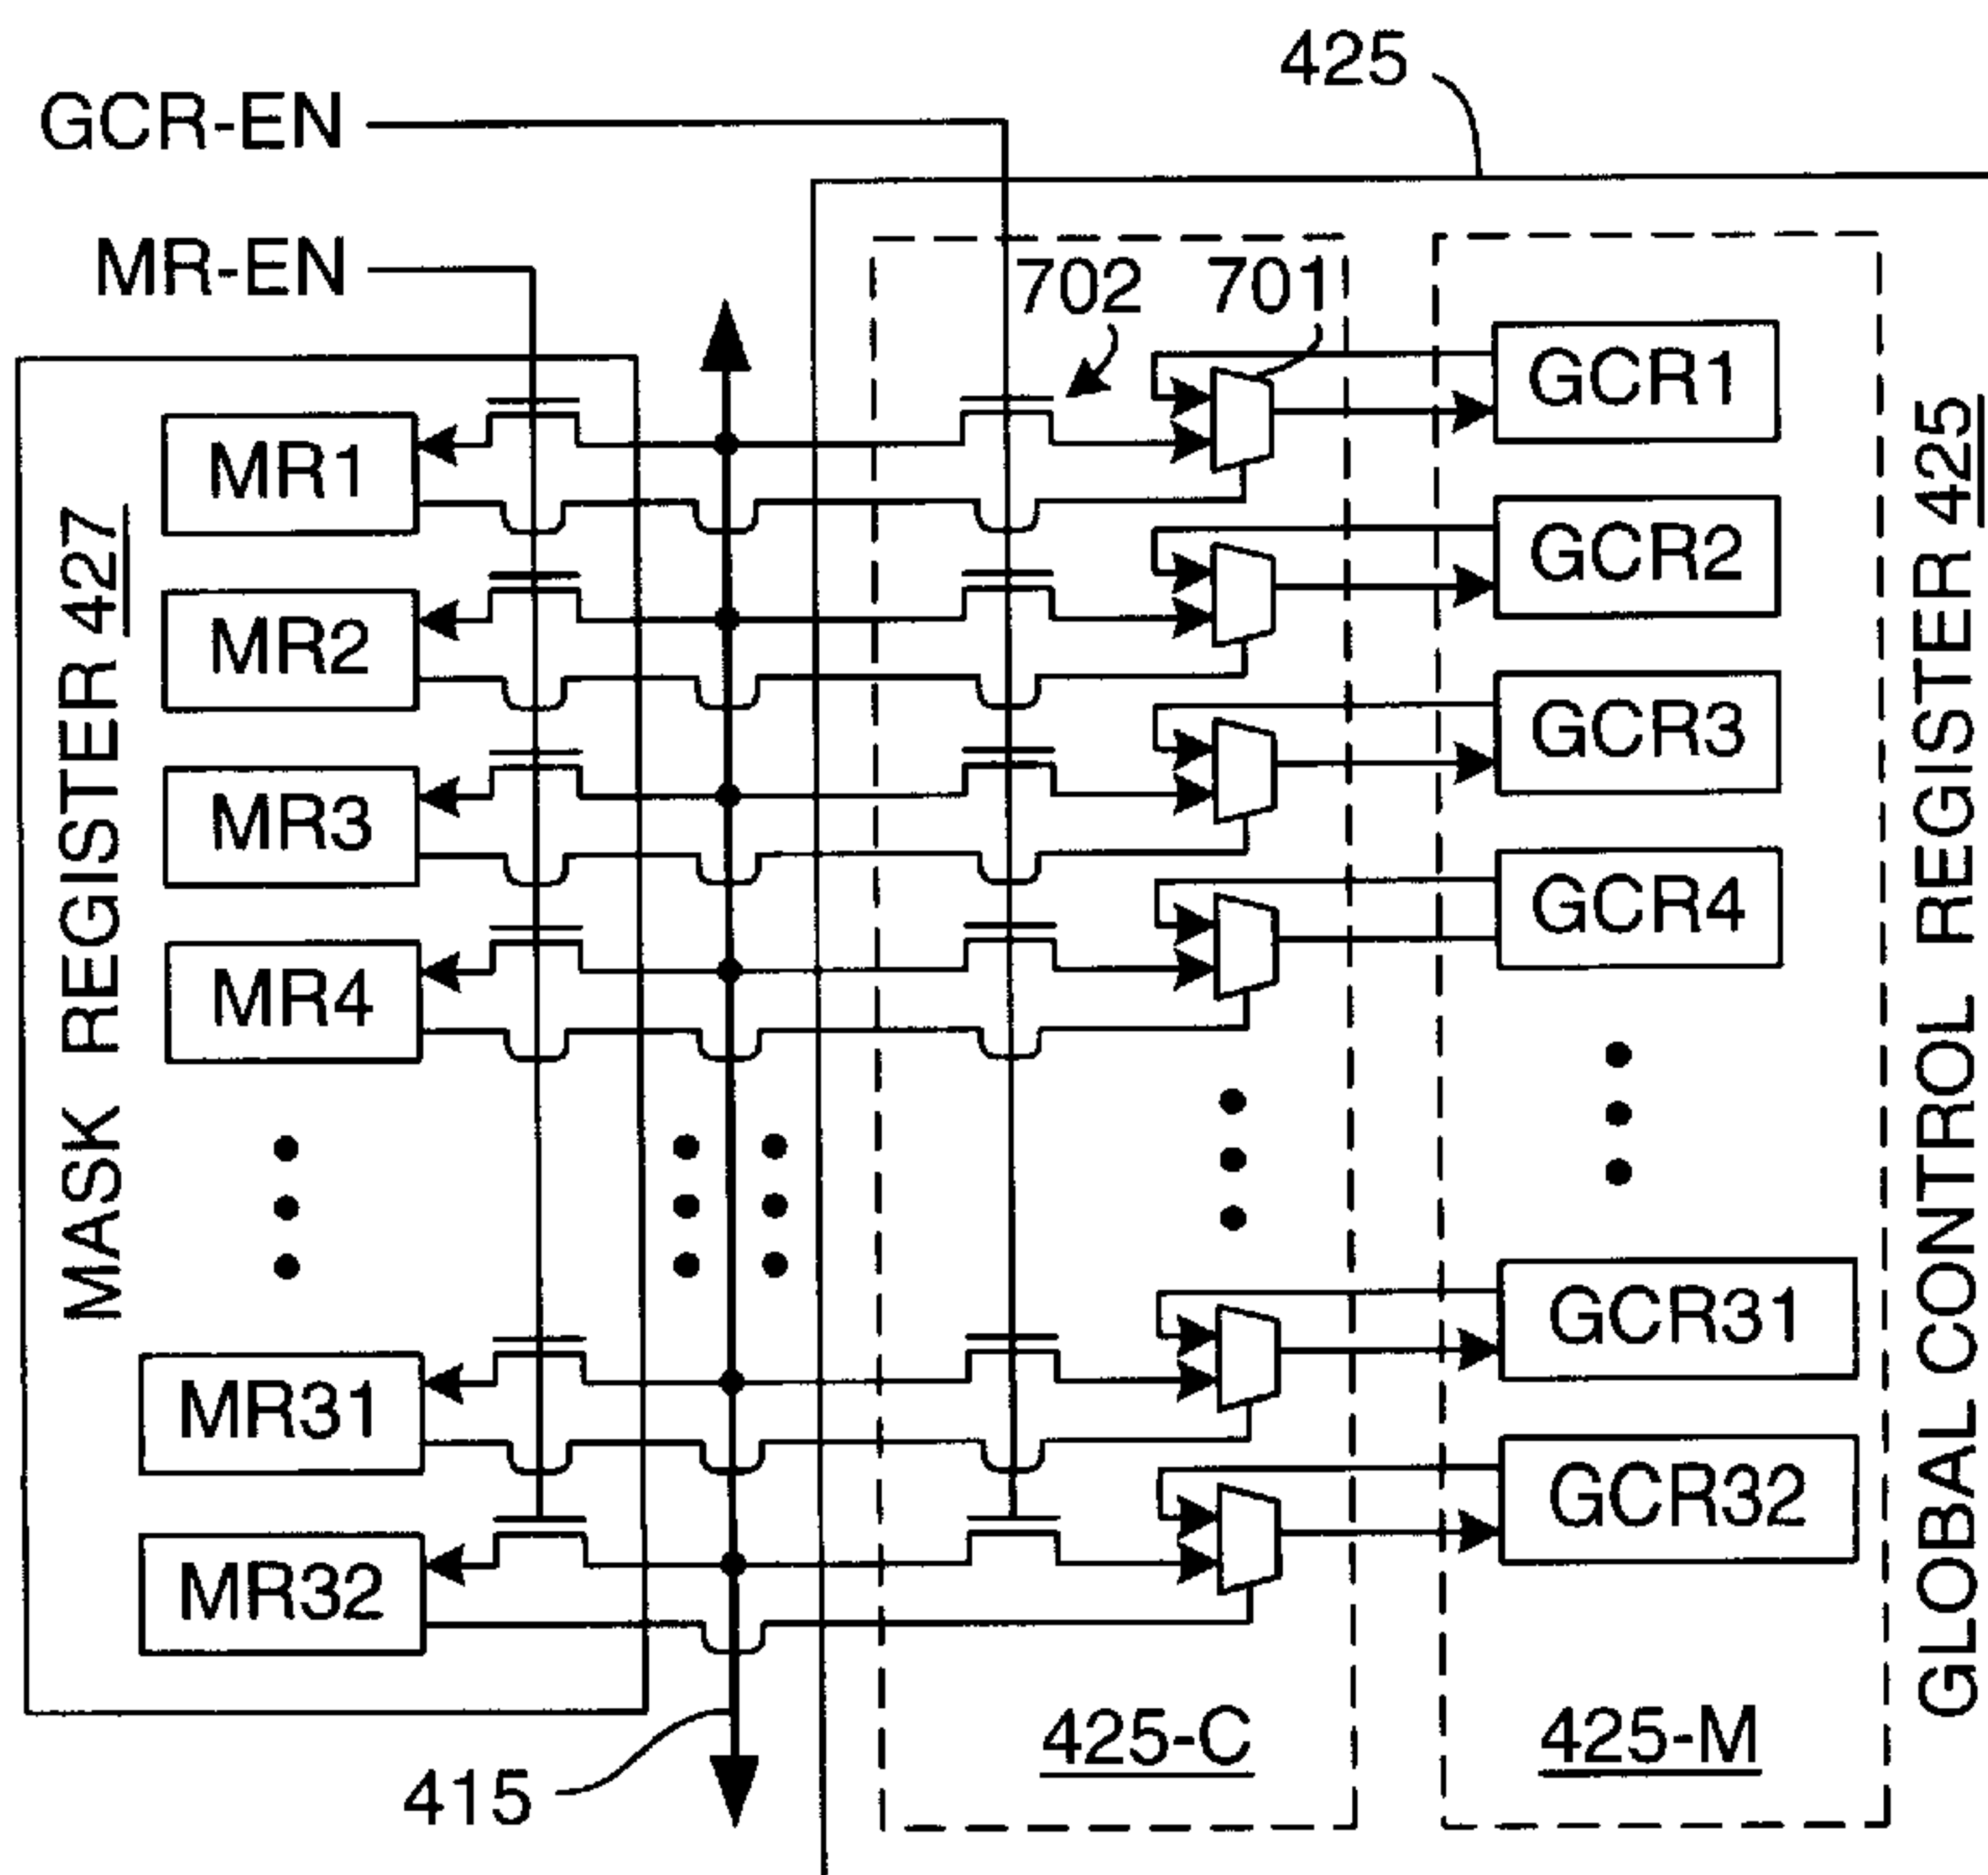 425
GCR-EN
MR-EN
702
701
GCR1
MR1
GCR2
MR2
GCR3
MR3
GCR4
MR4
GCR31
MR31
GCR32
MR32
MASK REGISTER 427
GLOBAL CONTROL REGISTER 425
425-C
425-M
415